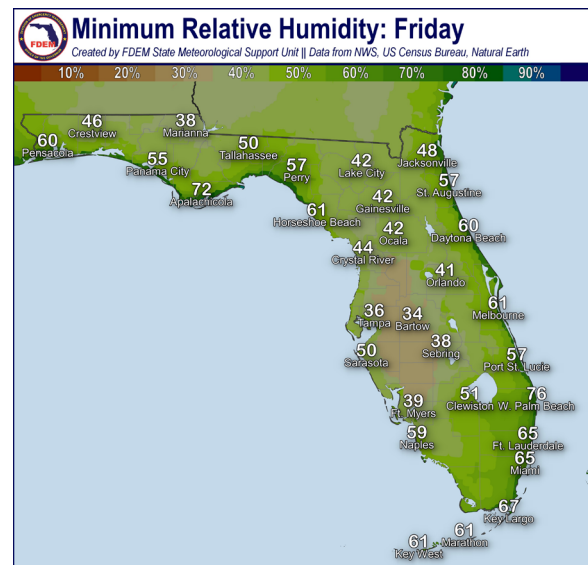 Minimum Relative Humidity: Friday
Created by FDEM State Meteorological Support Unit || Data from NWS, US Census Bureau, Natural Earth
FDEM
10% 20% 30% 40% 50% 60% 70% 80% 90%
46
Crestview
38
Marianna
60
Pensacola
55
Panama City
50
Tallahassee
72
Apalachicola
57
Perry
42
Lake City
48
Jacksonville
57
St. Augustine
42
Gainesville
61
Horseshoe Beach
42
Ocala
60
Daytona Beach
44
Crystal River
41
Orlando
61
Melbourne
36
Tampa
34
Bartow
38
Sebring
50
Sarasota
57
Port St. Lucie
39
Ft. Myers
51
Clewiston
76
W. Palm Beach
59
Naples
65
Ft. Lauderdale
65
Miami
67
Key Largo
61
Marathon
61
Key West